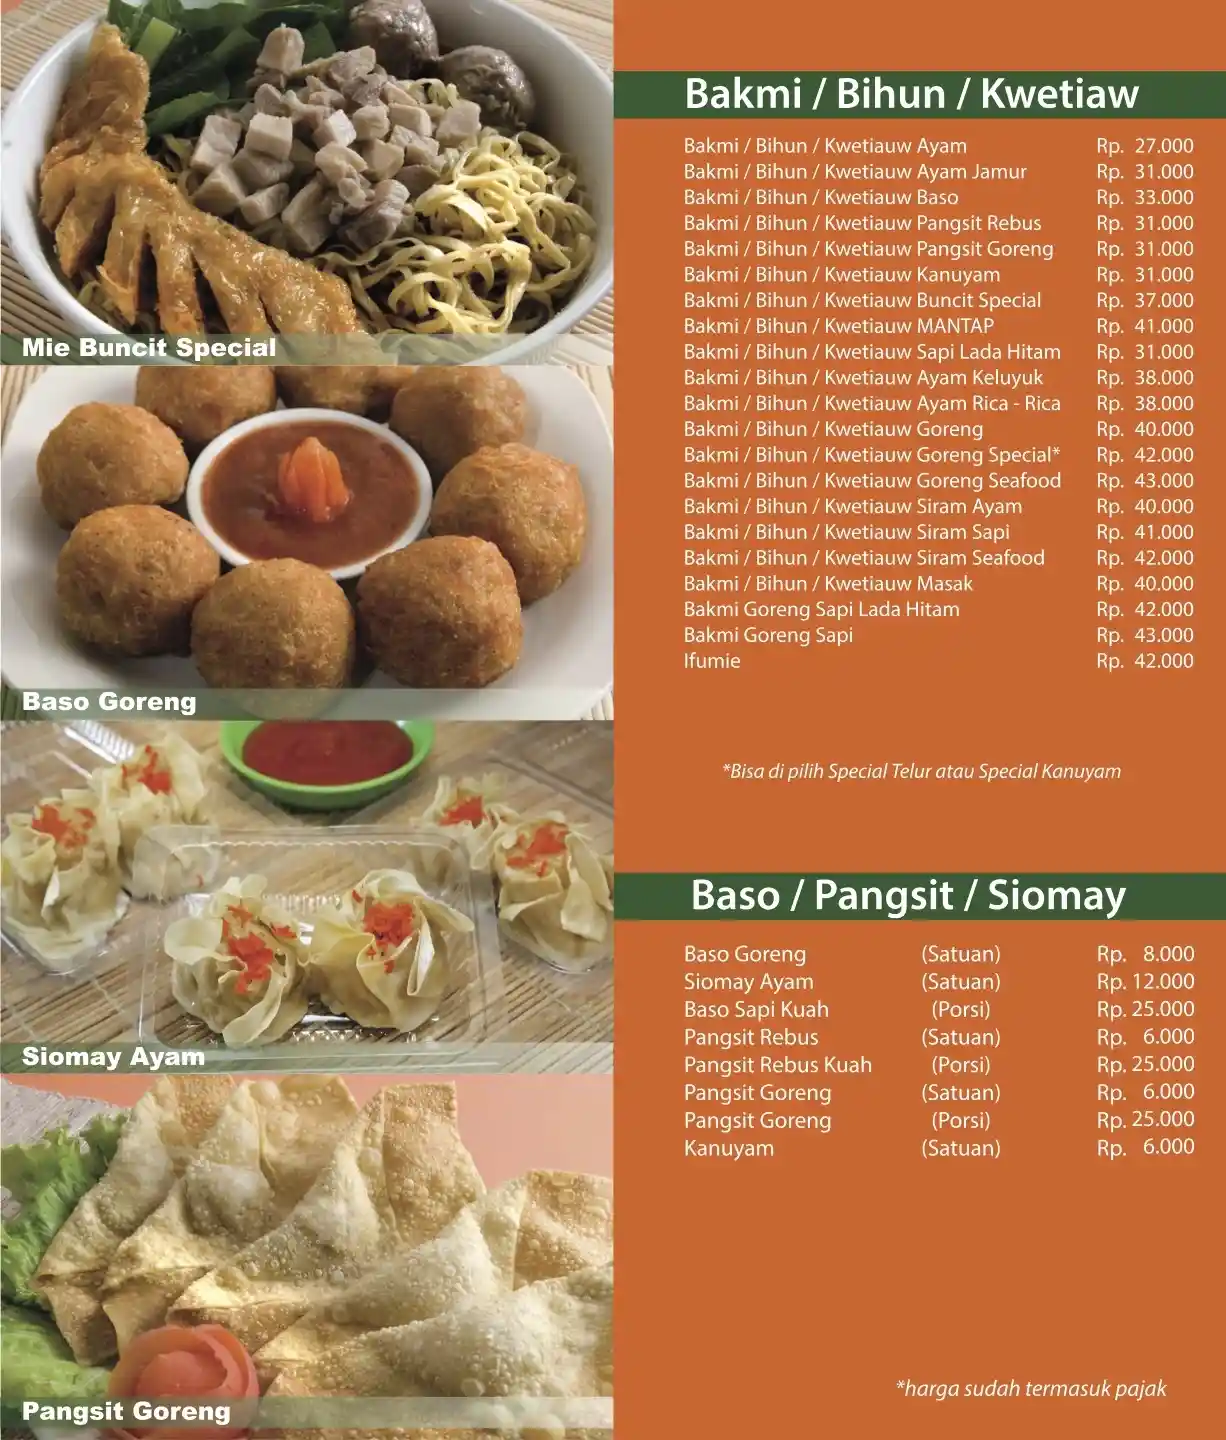 Mie Buncit Special
Baso Goreng
Siomay Ayam
Pangsit Goreng
Bakmi / Bihun / Kwetiaw
Bakmi / Bihun / Kwetiauw Ayam Rp. 27.000
Bakmi / Bihun / Kwetiauw Ayam Jamur Rp. 31.000
Bakmi / Bihun / Kwetiauw Baso Rp. 33.000
Bakmi / Bihun / Kwetiauw Pangsit Rebus Rp. 31.000
Bakmi / Bihun / Kwetiauw Pangsit Goreng Rp. 31.000
Bakmi / Bihun / Kwetiauw Kanuyam Rp. 31.000
Bakmi / Bihun / Kwetiauw Buncit Special Rp. 37.000
Bakmi / Bihun / Kwetiauw MANTAP Rp. 41.000
Bakmi / Bihun / Kwetiauw Sapi Lada Hitam Rp. 31.000
Bakmi / Bihun / Kwetiauw Ayam Keluyuk Rp. 38.000
Bakmi / Bihun / Kwetiauw Ayam Rica - Rica Rp. 38.000
Bakmi / Bihun / Kwetiauw Goreng Rp. 40.000
Bakmi / Bihun / Kwetiauw Goreng Special* Rp. 42.000
Bakmi / Bihun / Kwetiauw Goreng Seafood Rp. 43.000
Bakmi / Bihun / Kwetiauw Siram Ayam Rp. 40.000
Bakmi / Bihun / Kwetiauw Siram Sapi Rp. 41.000
Bakmi / Bihun / Kwetiauw Siram Seafood Rp. 42.000
Bakmi / Bihun / Kwetiauw Masak Rp. 40.000
Bakmi Goreng Sapi Lada Hitam Rp. 42.000
Bakmi Goreng Sapi Rp. 43.000
Ifumie Rp. 42.000
*Bisa di pilih Special Telur atau Special Kanuyam
Baso / Pangsit / Siomay
Baso Goreng (Satuan) Rp. 8.000
Siomay Ayam (Satuan) Rp. 12.000
Baso Sapi Kuah (Porsi) Rp. 25.000
Pangsit Rebus (Satuan) Rp. 6.000
Pangsit Rebus Kuah (Porsi) Rp. 25.000
Pangsit Goreng (Satuan) Rp. 6.000
Pangsit Goreng (Porsi) Rp. 25.000
Kanuyam (Satuan) Rp. 6.000
*harga sudah termasuk pajak